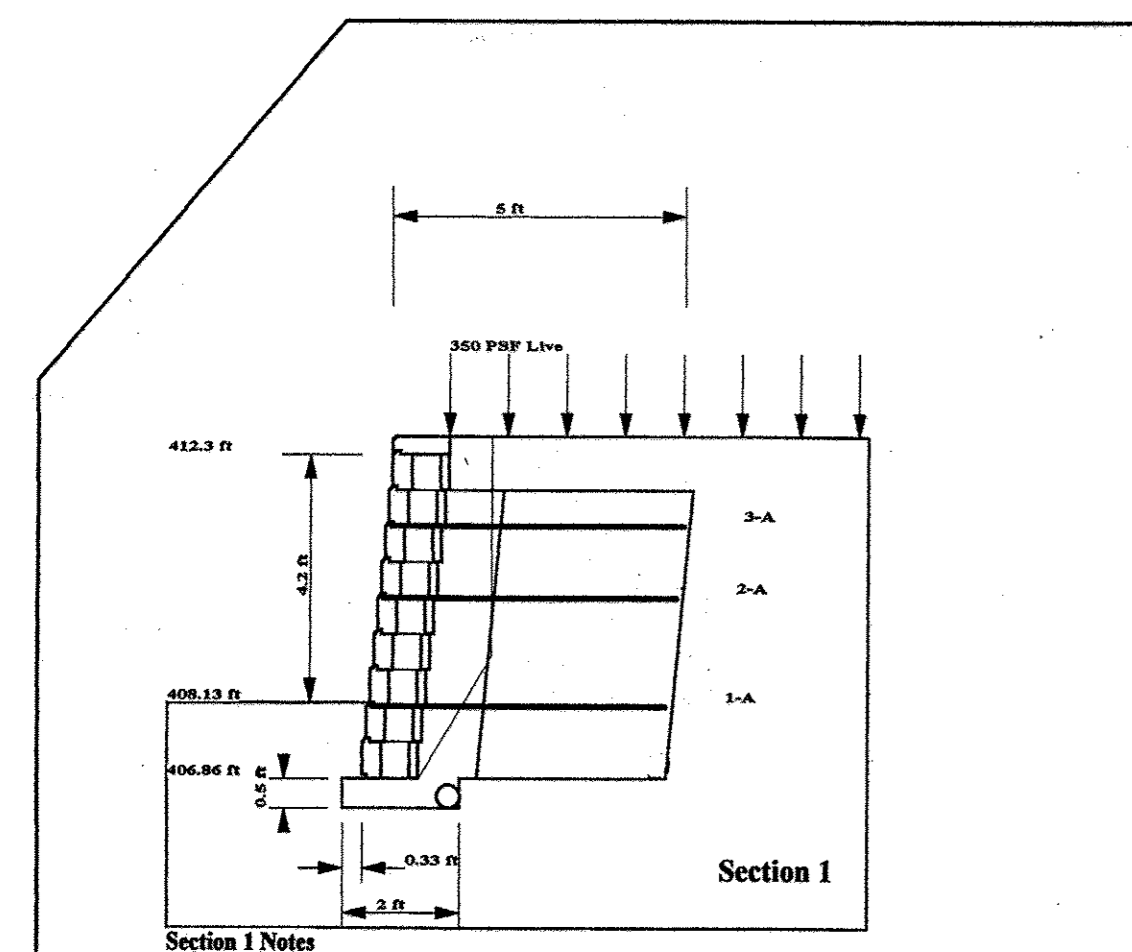 5 ft
350 PSF Live
412.3 ft
3-A
4.2 ft
2-A
408.13 ft
1-A
406.86 ft
0.5 ft
0.33 ft
Section 1
2 ft
Section 1 Notes